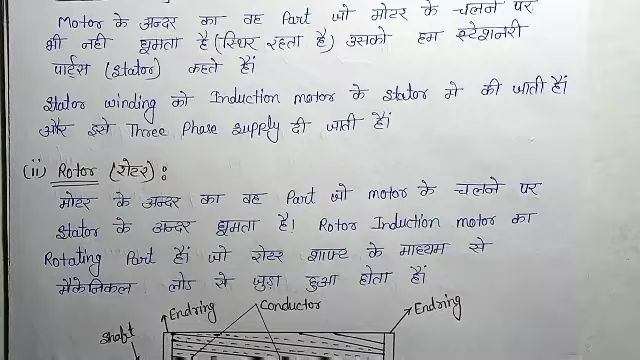 Motor के अन्दर का वह Part जो मोटर के चलने पर
भी नही घुमता है (स्थिर रहता है) उसको हम स्टेशनरी
पार्ट्स (Stator) कहते हैं।
Stator winding को Induction motor के Stator मे की जाती हैं।
और इसे Three Phase Supply दी जाती हैं।
(ii) Rotor (रोटर) :
मोटर के अन्दर का वह Part जो motor के चलने पर
Stator के अन्दर घुमता है। Rotor Induction motor का
Rotating Part हैं। जो रोटर शाफ्ट के माध्यम से
मैकेनिकल लोड से जुड़ा हुआ होता हैं।
Endring Conductor Endring
Shaft